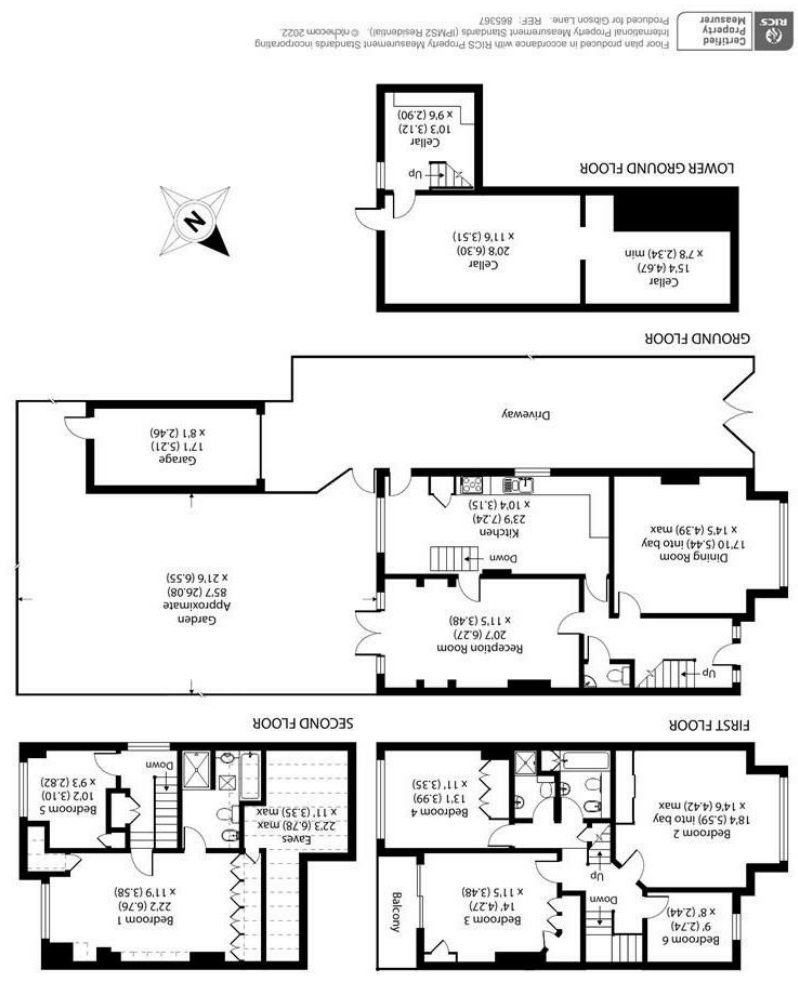 Bedroom 6
9' (2.74)
x 8' (2.44)
Down
Up
Bedroom 3
14' (4.27)
x 11'5 (3.48)
Balcony
Bedroom 2
18'4 (5.59) into bay
x 14'6 (4.42) max
Bedroom 4
13'1 (3.99)
x 11' (3.35)
FIRST FLOOR
Eaves
22'3 (6.78) max
x 11' (3.35) max
Bedroom 1
22'2 (6.76)
x 11'9 (3.58)
Down
Bedroom 5
10'2 (3.10)
x 9'3 (2.82)
SECOND FLOOR
Up
Reception Room
20'7 (6.27)
x 11'5 (3.48)
Garden
Approximate
85'7 (26.08)
x 21'6 (6.55)
Dining Room
17'10 (5.44) into bay
x 14'5 (4.39) max
Down
Kitchen
23'9 (7.24)
x 10'4 (3.15)
Garage
17'1 (5.21)
x 8'1 (2.46)
Driveway
GROUND FLOOR
Cellar
15'4 (4.67)
x 7'8 (2.34) min
Cellar
20'8 (6.30)
x 11'6 (3.51)
N
LOWER GROUND FLOOR
Up
Cellar
10'3 (3.12)
x 9'6 (2.90)
RICS
Certified
Property
Measurer
Floor plan produced in accordance with RICS Property Measurement Standards incorporating
International Property Measurement Standards (IPMS2 Residential). © nichecom 2022.
Produced for Gibson Lane. REF: 865367